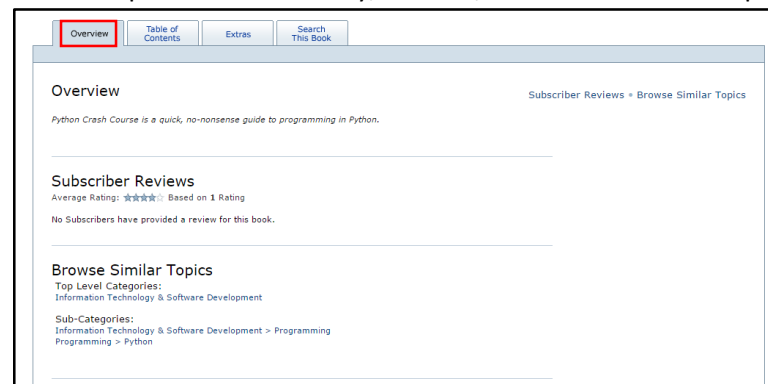 Overview
Table of
Contents
Extras
Search
This Book
Overview
Subscriber Reviews • Browse Similar Topics
Python Crash Course is a quick, no-nonsense guide to programming in Python.
Subscriber Reviews
Average Rating: Based on 1 Rating
No Subscribers have provided a review for this book.
Browse Similar Topics
Top Level Categories:
Information Technology & Software Development
Sub-Categories:
Information Technology & Software Development > Programming
Programming > Python